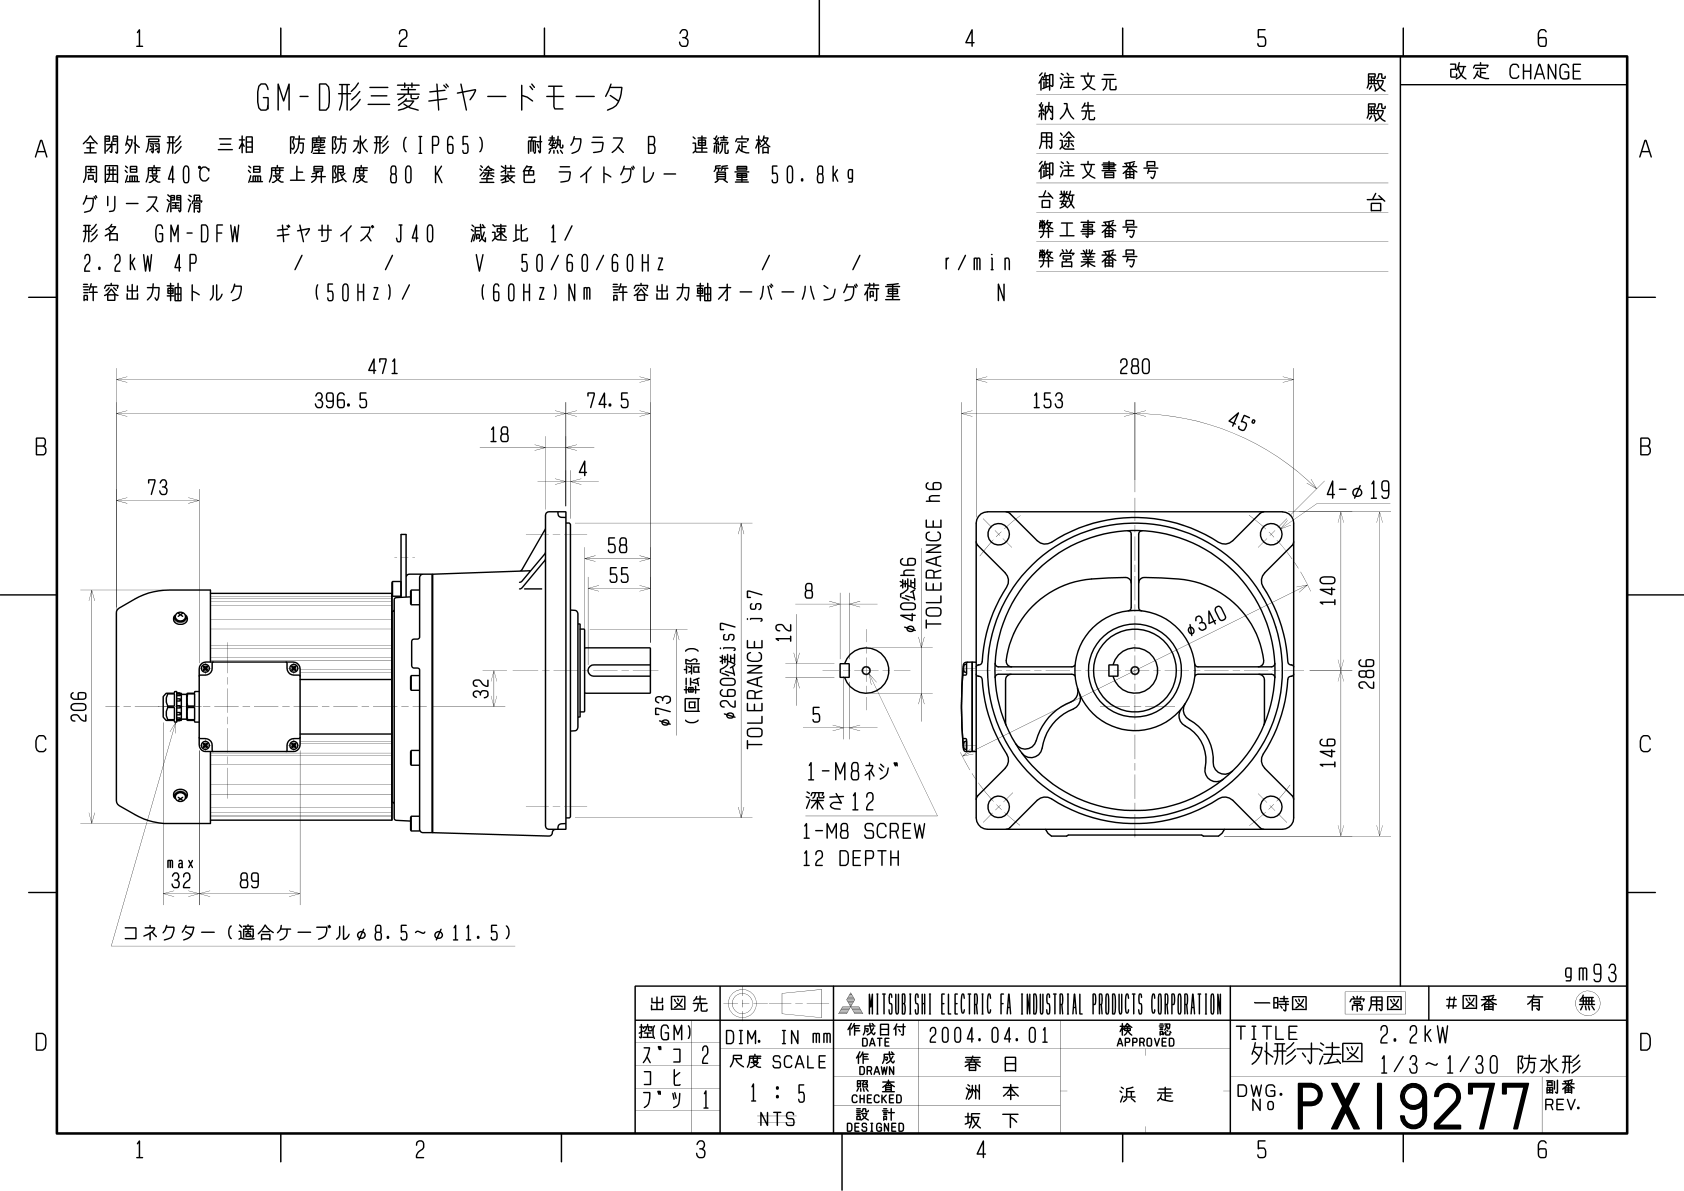 1 2 3 4 5 6
改定 CHANGE
GM-D形三菱ギヤードモータ
全閉外扇形 三相 防塵防水形(IP65) 耐熱クラス B 連続定格
周囲温度40℃ 温度上昇限度 80 K 塗装色 ライトグレー 質量 50.8kg
グリース潤滑
形名 GM-DFW ギヤサイズ J40 減速比 1/
2.2kW 4P / / V 50/60/60Hz / / r/min
許容出力軸トルク (50Hz)/ (60Hz)Nm 許容出力軸オーバーハング荷重 N
御注文元 殿
納入先 殿
用途
御注文書番号
台数 台
弊工事番号
弊営業番号
A A
B B
C C
D D
471
396.5 74.5
18
4
73
58
55
206
32
φ73
(回転部)
φ260公差js7
TOLERANCE js7
max
32 89
コネクター(適合ケーブルφ8.5~φ11.5)
8
12
5
φ40公差h6
TOLERANCE h6
1-M8ネジ
深さ12
1-M8 SCREW
12 DEPTH
280
153
45°
4-φ19
φ340
140
286
146
gm93
出図先
控(GM)
ズコ 2
コヒ
ブツ 1
DIM. IN mm
尺度 SCALE
1 : 5
NTS
MITSUBISHI ELECTRIC FA INDUSTRIAL PRODUCTS CORPORATION
作成日付
DATE
2004.04.01
作成
DRAWN
春日
照査
CHECKED
洲本
設計
DESIGNED
坂下
検認
APPROVED
浜走
一時図 常用図
#図番 有 無
TITLE
外形寸法図
2.2kW
1/3~1/30 防水形
DWG.
No
PX19277
副番
REV.
1 2 3 4 5 6